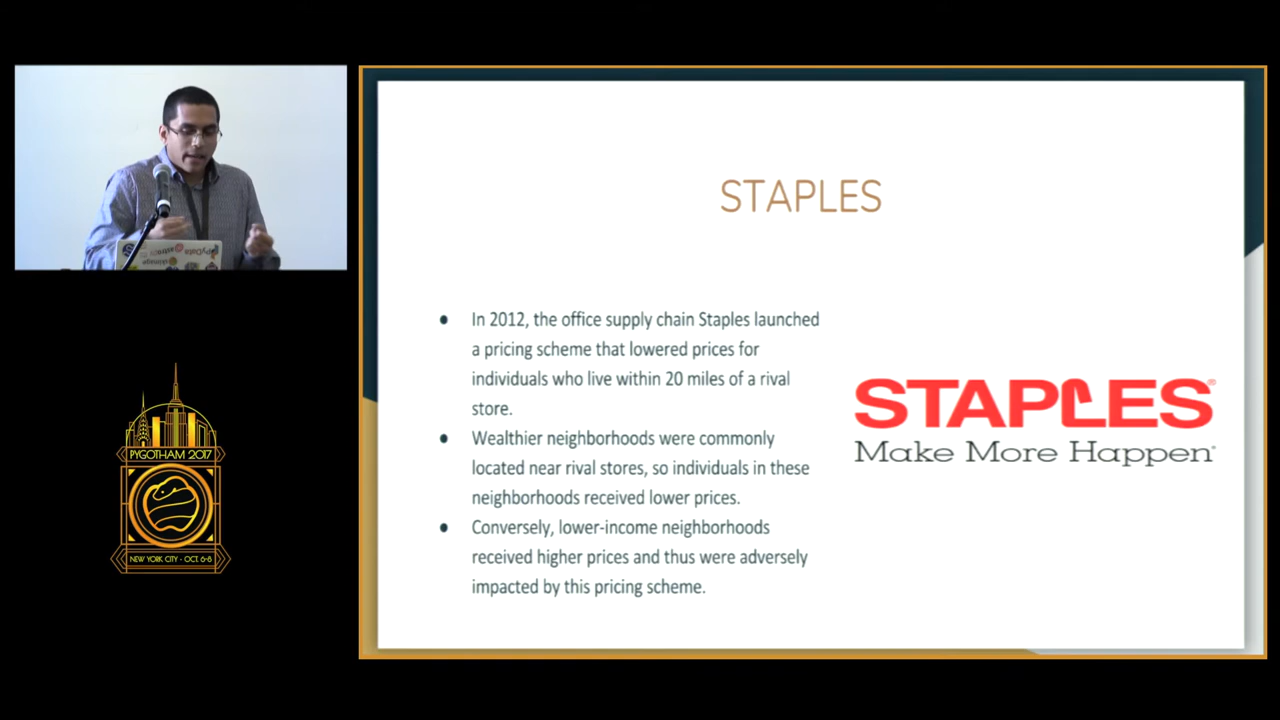 STAPLES
● In 2012, the office supply chain Staples launched
a pricing scheme that lowered prices for
individuals who live within 20 miles of a rival
store.
● Wealthier neighborhoods were commonly
located near rival stores, so individuals in these
neighborhoods received lower prices.
● Conversely, lower-income neighborhoods
received higher prices and thus were adversely
impacted by this pricing scheme.
STAPLES®
Make More Happen®
PYGOTHAM 2017
NEW YORK CITY - OCT. 6-8
PyData